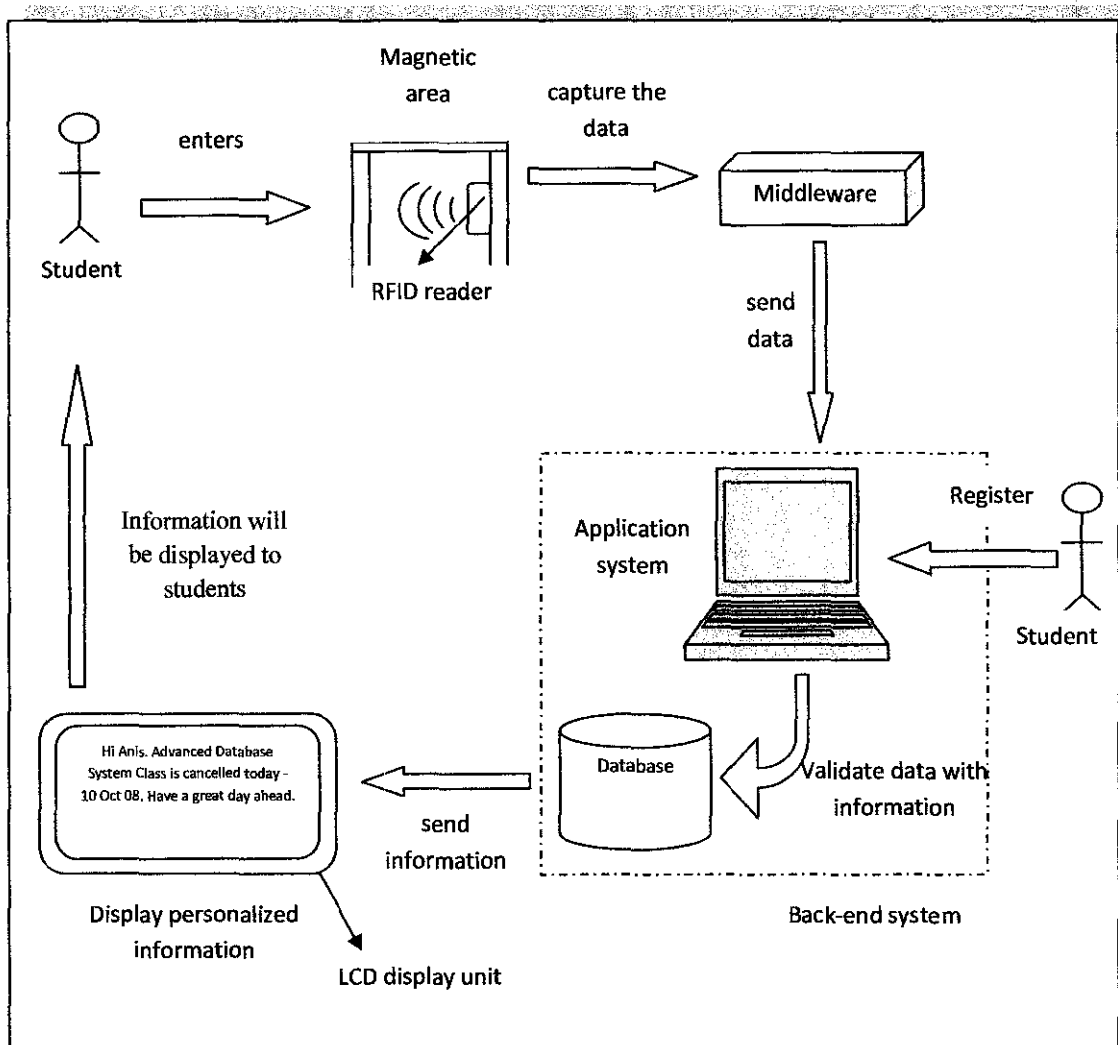 Magnetic
area
capture the
data
enters
Middleware
Student
RFID reader
send
data
Register
Application
system
Student
Information will
be displayed to
students
Database
Validate data with
information
Hi Anis. Advanced Database
System Class is cancelled today -
10 Oct 08. Have a great day ahead.
send
information
Display personalized
information
Back-end system
LCD display unit